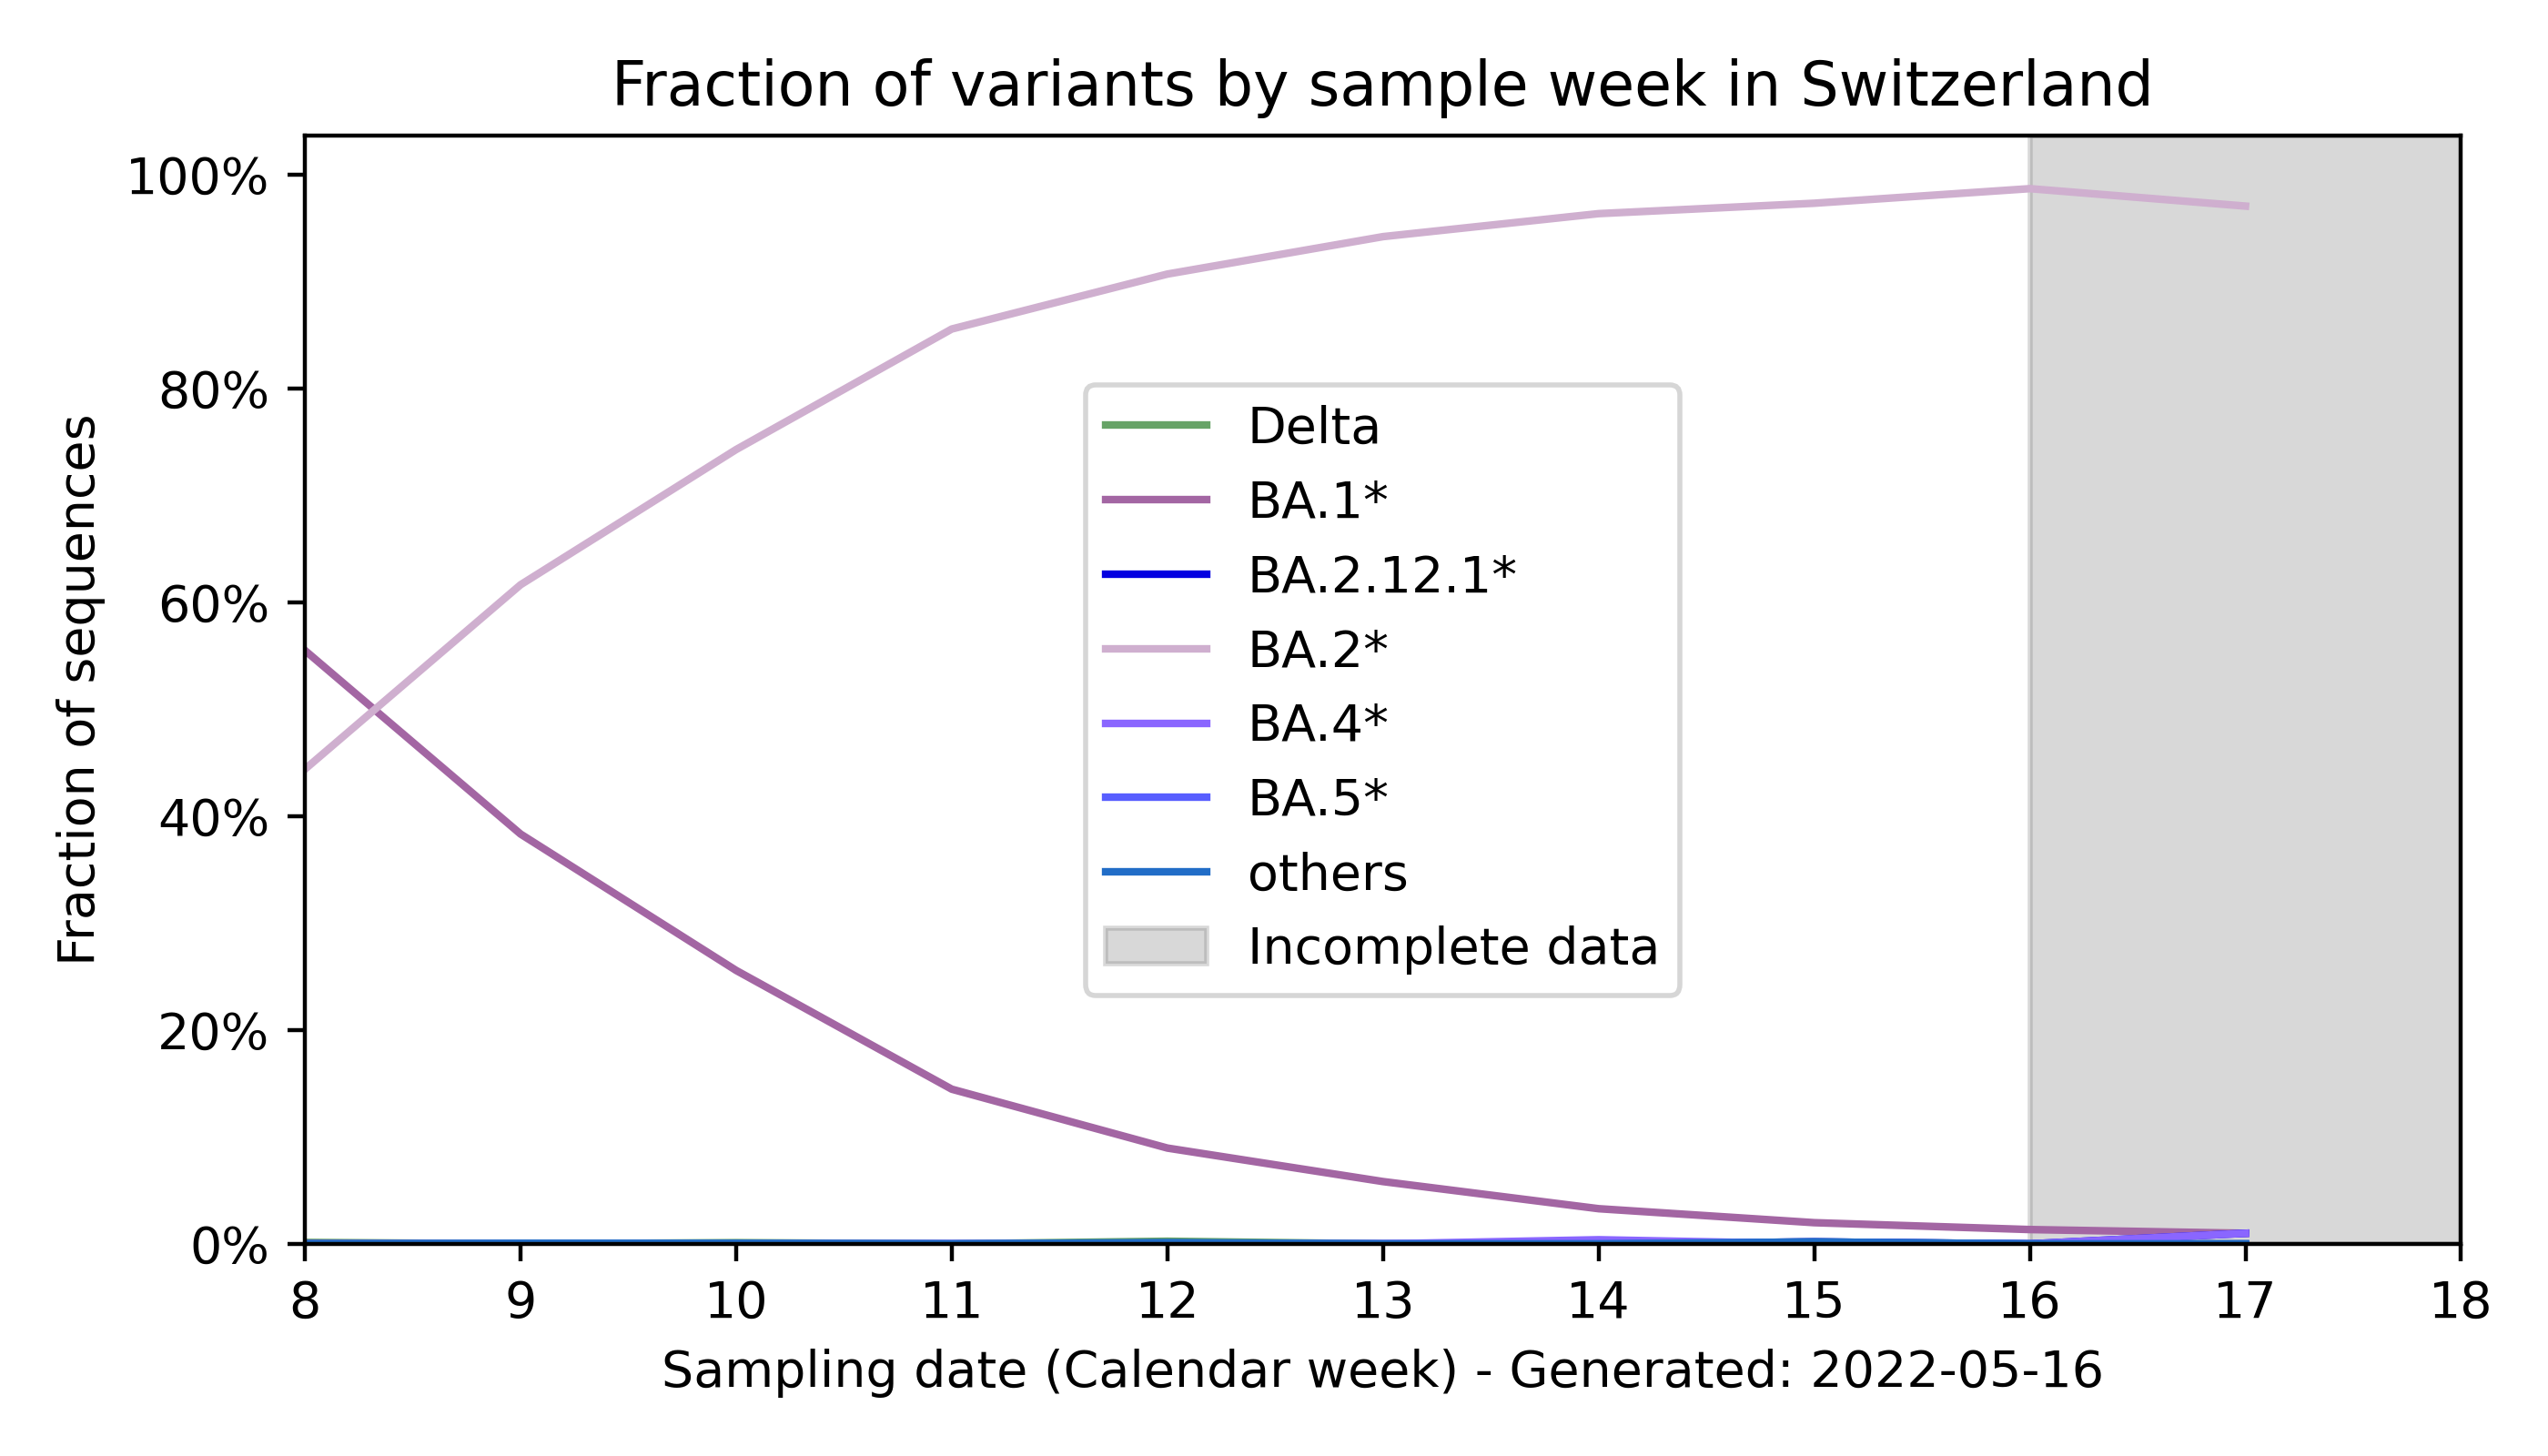 Fraction of variants by sample week in Switzerland
Fraction of sequences
100%
80%
60%
40%
20%
0%
Delta
BA.1*
BA.2.12.1*
BA.2*
BA.4*
BA.5*
others
Incomplete data
8 9 10 11 12 13 14 15 16 17 18
Sampling date (Calendar week) - Generated: 2022-05-16